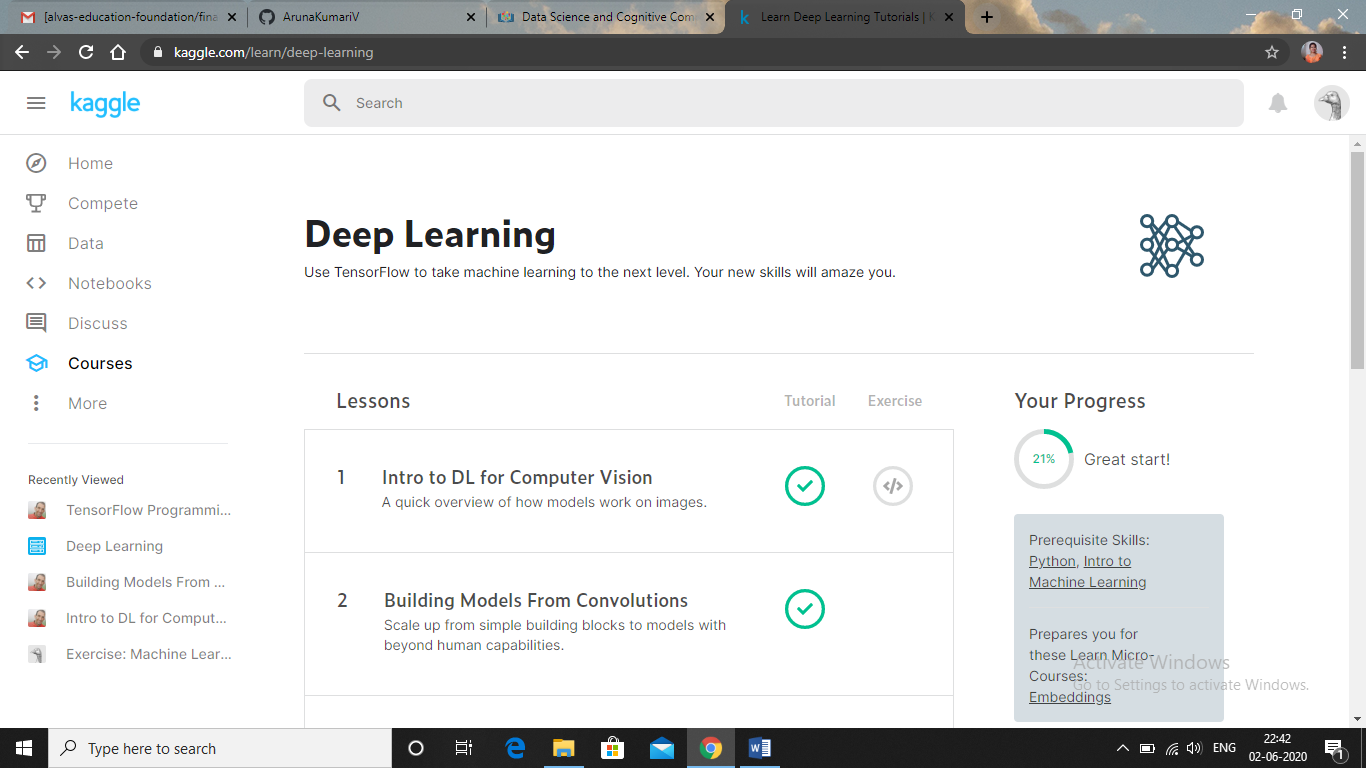 [alvas-education-foundation/fina
ArunaKumariV
Data Science and Cognitive Com
Learn Deep Learning Tutorials | K
kaggle.com/learn/deep-learning
kaggle
Search
Home
Compete
Data
Notebooks
Discuss
Courses
More
Recently Viewed
TensorFlow Programmi...
Deep Learning
Building Models From ...
Intro to DL for Comput...
Exercise: Machine Lear...
Deep Learning
Use TensorFlow to take machine learning to the next level. Your new skills will amaze you.
Lessons
Tutorial
Exercise
1
Intro to DL for Computer Vision
A quick overview of how models work on images.
2
Building Models From Convolutions
Scale up from simple building blocks to models with
beyond human capabilities.
Your Progress
21%
Great start!
Prerequisite Skills:
Python, Intro to
Machine Learning
Prepares you for
these Learn Micro-
Courses:
Embeddings
Activate Windows
Go to Settings to activate Windows.
Type here to search
ENG
22:42
02-06-2020
1